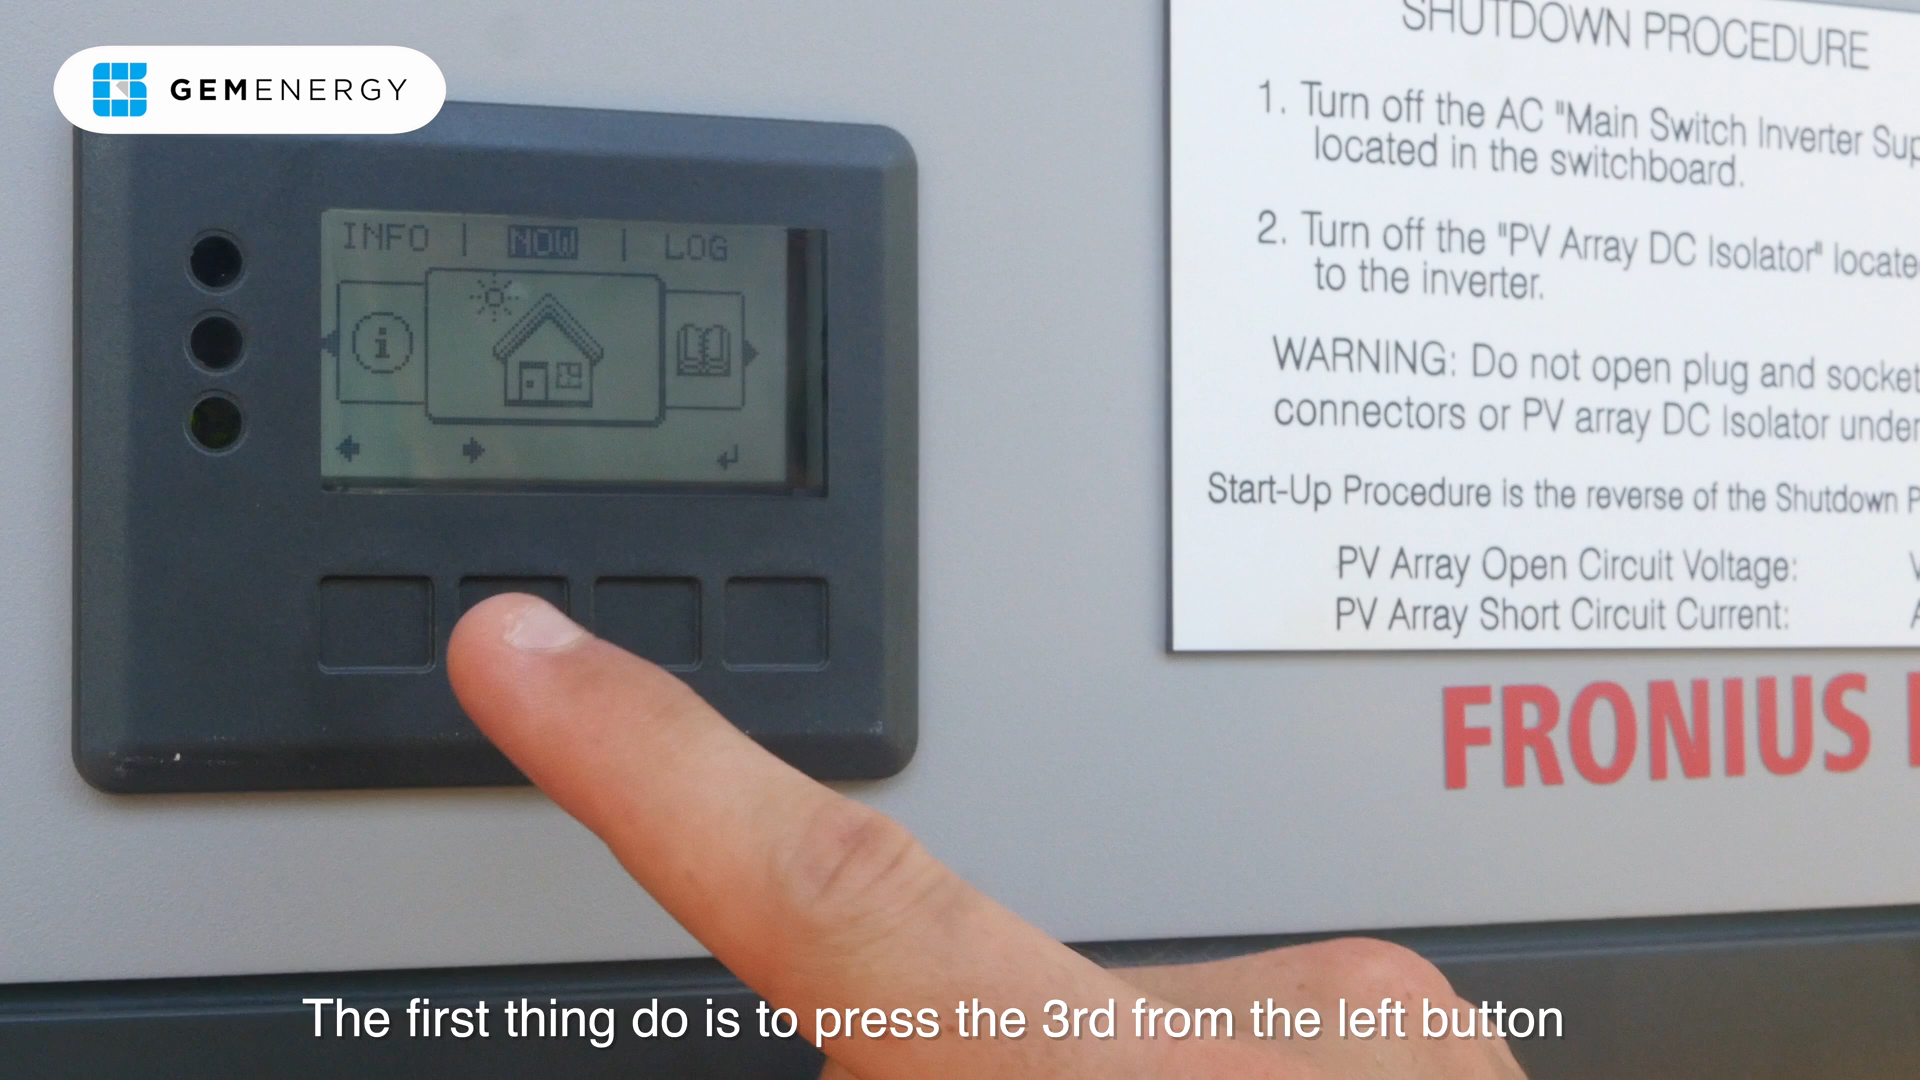 GEMENERGY
INFO | NOW | LOG
SHUTDOWN PROCEDURE
1. Turn off the AC "Main Switch Inverter
located in the switchboard.
2. Turn off the "PV Array DC Isolator"
to the inverter.
WARNING: Do not open plug and socket
connectors or PV array DC Isolator under
Start-Up Procedure is the reverse of the Shutdown
PV Array Open Circuit Voltage:
PV Array Short Circuit Current:
FRONIUS
The first thing do is to press the 3rd from the left button